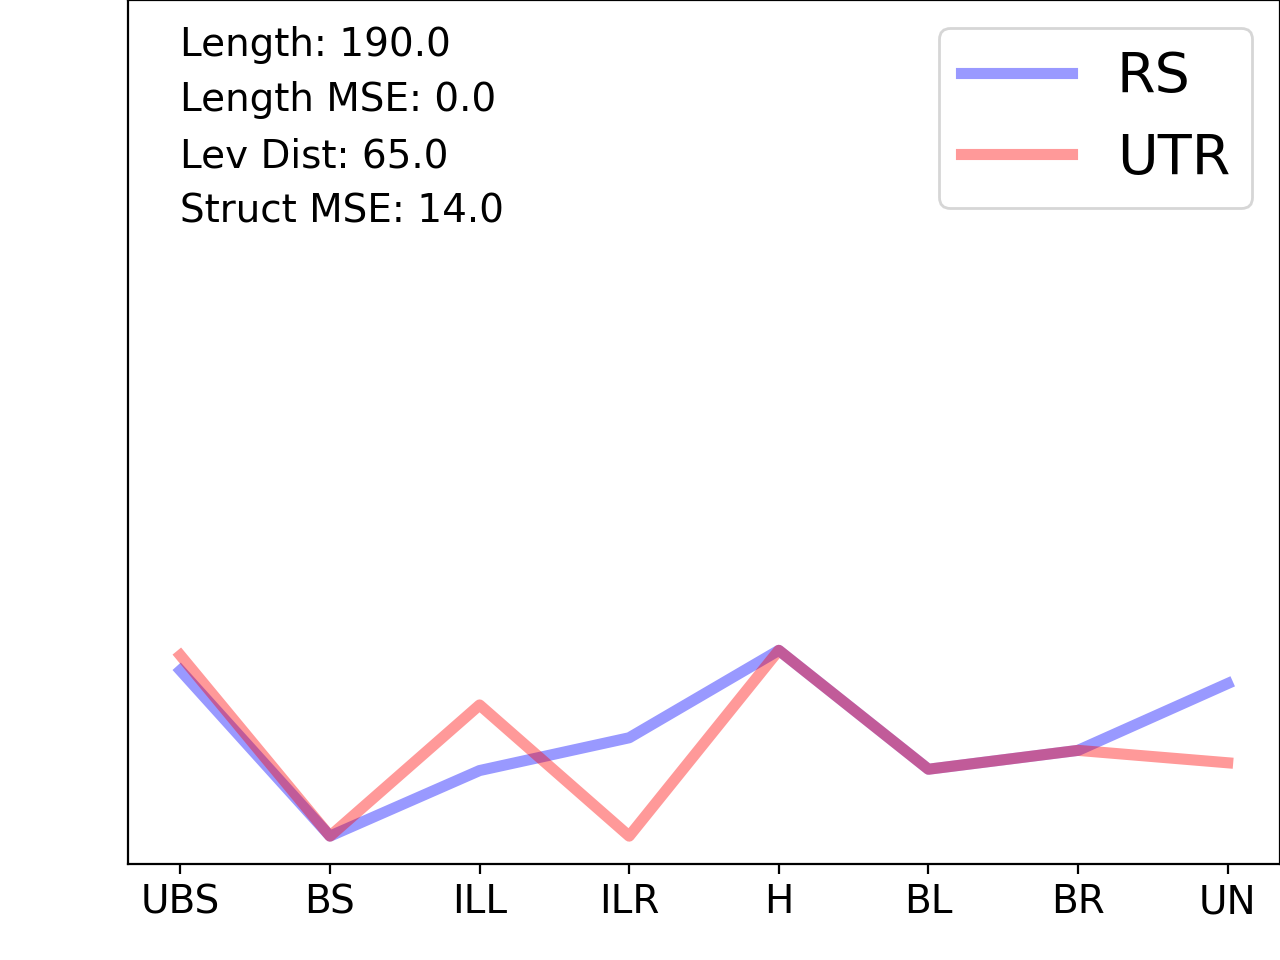 Length: 190.0
Length MSE: 0.0
Lev Dist: 65.0
Struct MSE: 14.0
RS
UTR
UBS BS ILL ILR H BL BR UN